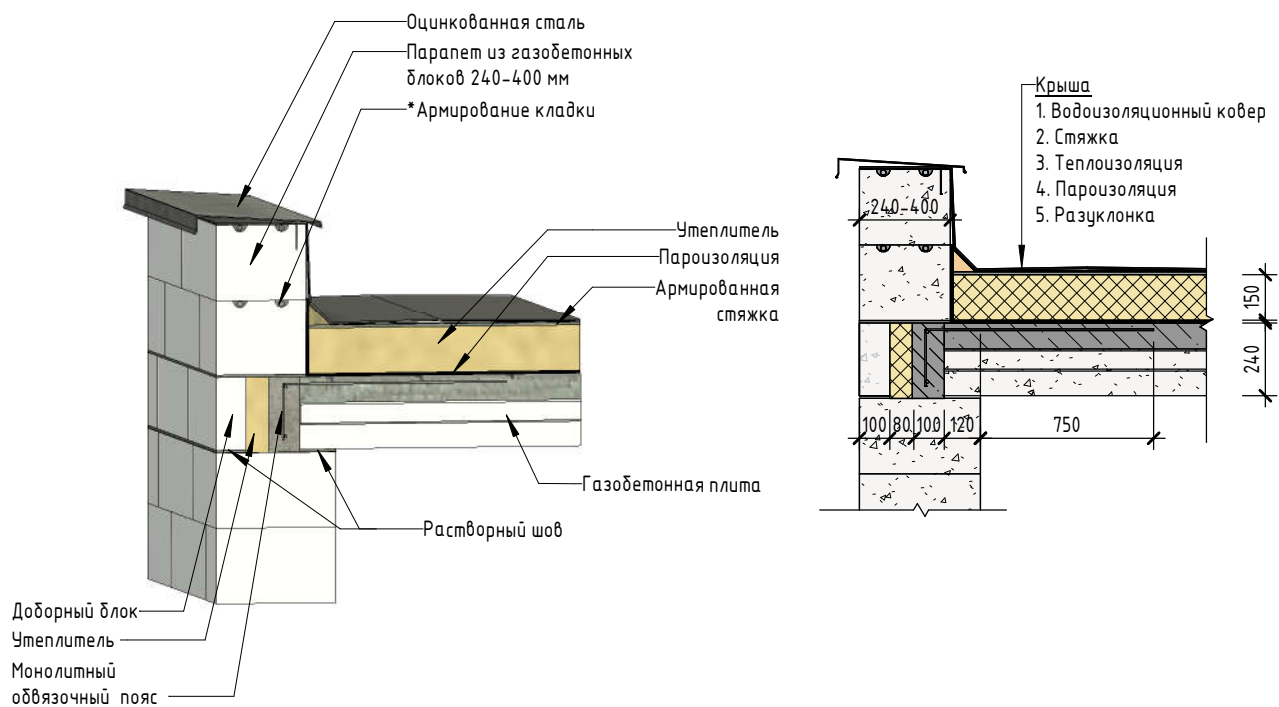 Оцинкованная сталь
Парапет из газобетонных
блоков 240-400 мм
*Армирование кладки
Утеплитель
Пароизоляция
Армированная
стяжка
Газобетонная плита
Растворный шов
Доборный блок
Утеплитель
Монолитный
обвязочный пояс
Крыша
1. Водоизоляционный ковер
2. Стяжка
3. Теплоизоляция
4. Пароизоляция
5. Разуклонка
240-400
150
240
100 80 100 120 750